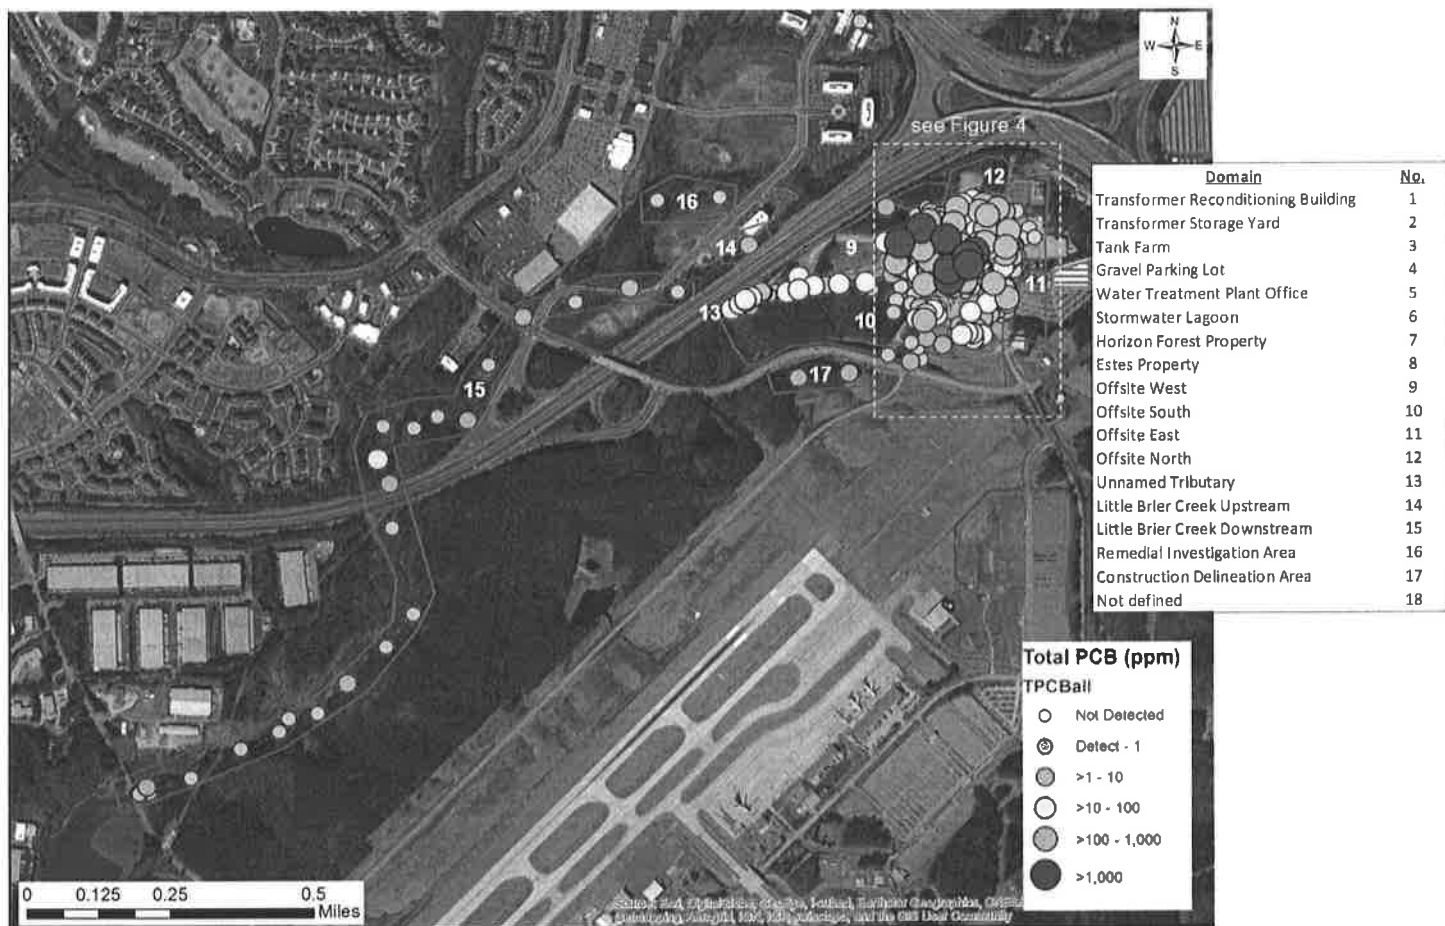 N
W E
S
see Figure 4
12
16
14
9
11
13
10
17
15
Domain No.
Transformer Reconditioning Building 1
Transformer Storage Yard 2
Tank Farm 3
Gravel Parking Lot 4
Water Treatment Plant Office 5
Stormwater Lagoon 6
Horizon Forest Property 7
Estes Property 8
Offsite West 9
Offsite South 10
Offsite East 11
Offsite North 12
Unnamed Tributary 13
Little Brier Creek Upstream 14
Little Brier Creek Downstream 15
Remedial Investigation Area 16
Construction Delineation Area 17
Not defined 18
Total PCB (ppm)
TPCBall
Not Detected
Detect - 1
>1 - 10
>10 - 100
>100 - 1,000
>1,000
0 0.125 0.25 0.5
Miles
and the GIS User Community